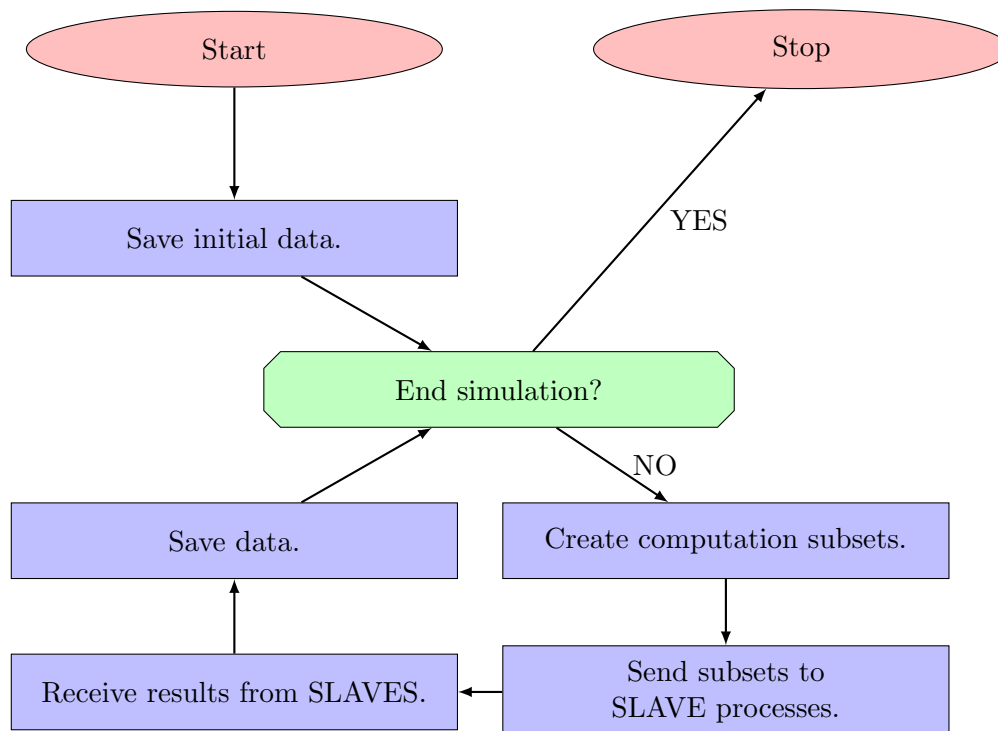 Start
Stop
Save initial data.
YES
End simulation?
NO
Save data.
Create computation subsets.
Receive results from SLAVES.
Send subsets to
SLAVE processes.